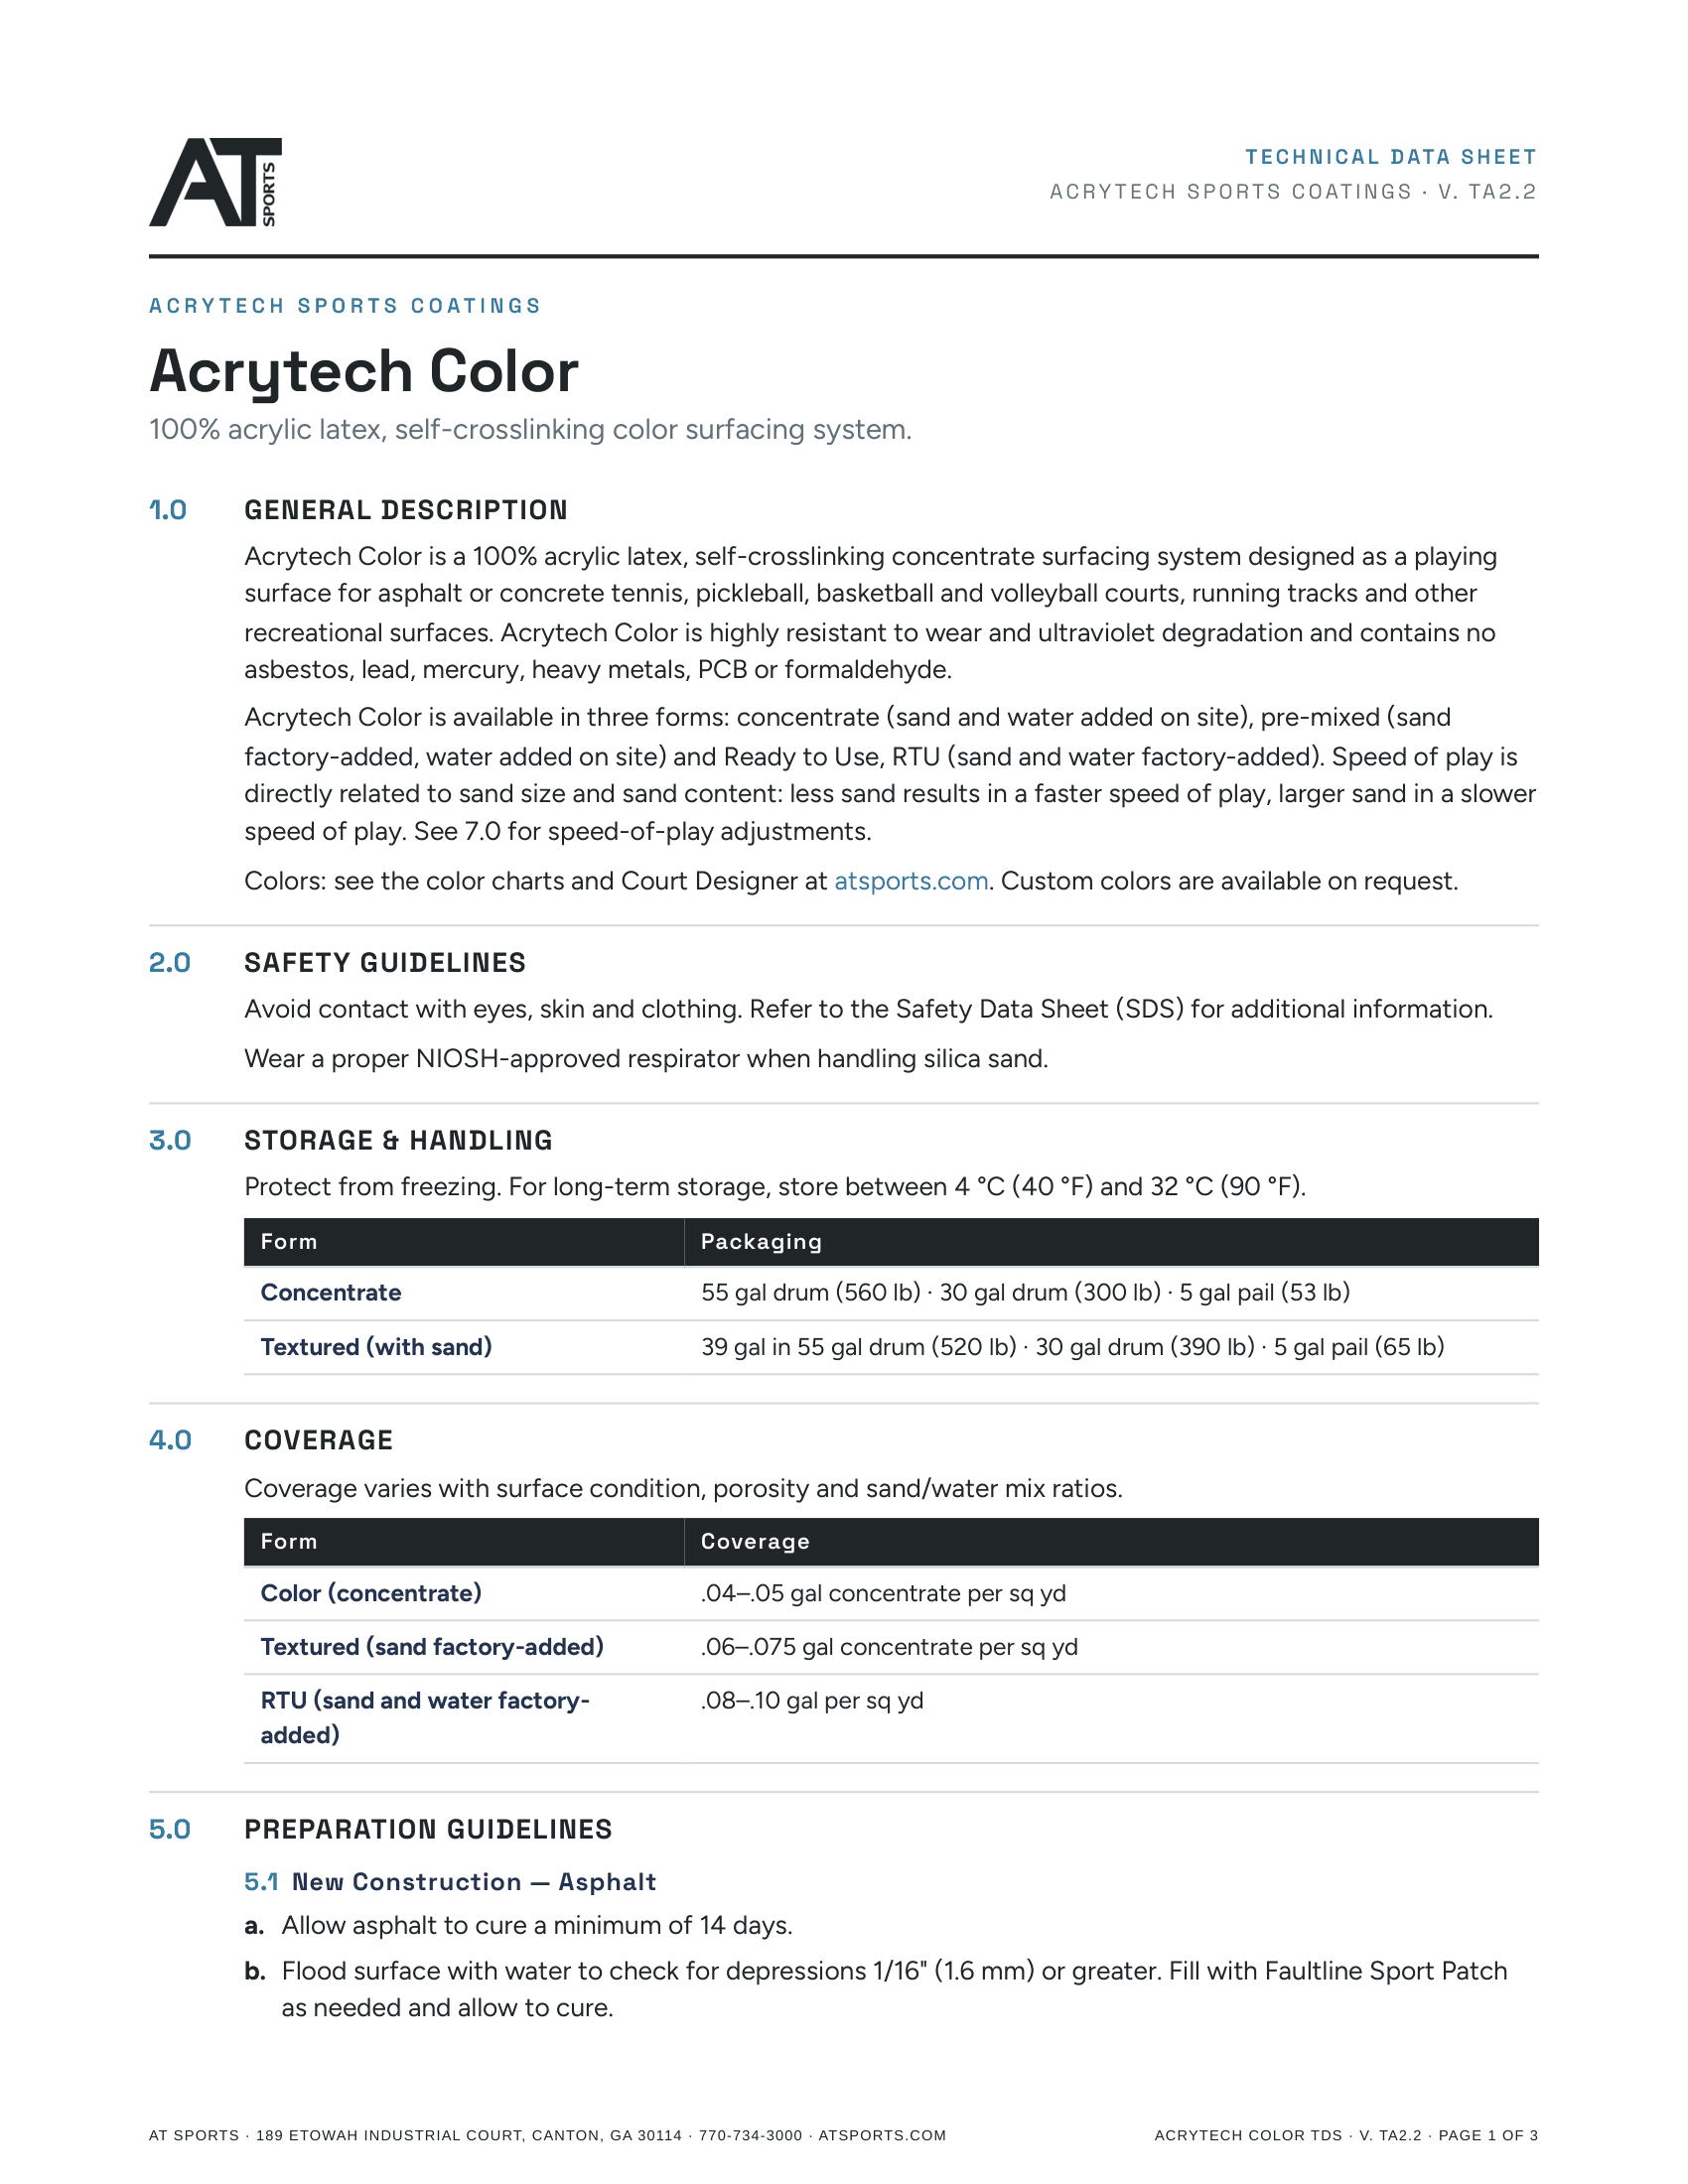 AT SPORTS
TECHNICAL DATA SHEET
ACRYTECH SPORTS COATINGS · V. TA2.2
ACRYTECH SPORTS COATINGS
Acrytech Color
100% acrylic latex, self-crosslinking color surfacing system.
1.0 GENERAL DESCRIPTION
Acrytech Color is a 100% acrylic latex, self-crosslinking concentrate surfacing system designed as a playing
surface for asphalt or concrete tennis, pickleball, basketball and volleyball courts, running tracks and other
recreational surfaces. Acrytech Color is highly resistant to wear and ultraviolet degradation and contains no
asbestos, lead, mercury, heavy metals, PCB or formaldehyde.
Acrytech Color is available in three forms: concentrate (sand and water added on site), pre-mixed (sand
factory-added, water added on site) and Ready to Use, RTU (sand and water factory-added). Speed of play is
directly related to sand size and sand content: less sand results in a faster speed of play, larger sand in a slower
speed of play. See 7.0 for speed-of-play adjustments.
Colors: see the color charts and Court Designer at atsports.com. Custom colors are available on request.
2.0 SAFETY GUIDELINES
Avoid contact with eyes, skin and clothing. Refer to the Safety Data Sheet (SDS) for additional information.
Wear a proper NIOSH-approved respirator when handling silica sand.
3.0 STORAGE & HANDLING
Protect from freezing. For long-term storage, store between 4 °C (40 °F) and 32 °C (90 °F).
Form Packaging
Concentrate 55 gal drum (560 lb) · 30 gal drum (300 lb) · 5 gal pail (53 lb)
Textured (with sand) 39 gal in 55 gal drum (520 lb) · 30 gal drum (390 lb) · 5 gal pail (65 lb)
4.0 COVERAGE
Coverage varies with surface condition, porosity and sand/water mix ratios.
Form Coverage
Color (concentrate) .04–.05 gal concentrate per sq yd
Textured (sand factory-added) .06–.075 gal concentrate per sq yd
RTU (sand and water factory- .08–.10 gal per sq yd
added)
5.0 PREPARATION GUIDELINES
5.1 New Construction — Asphalt
a. Allow asphalt to cure a minimum of 14 days.
b. Flood surface with water to check for depressions 1/16" (1.6 mm) or greater. Fill with Faultline Sport Patch
as needed and allow to cure.
AT SPORTS · 189 ETOWAH INDUSTRIAL COURT, CANTON, GA 30114 · 770-734-3000 · ATSPORTS.COM
ACRYTECH COLOR TDS · V. TA2.2 · PAGE 1 OF 3